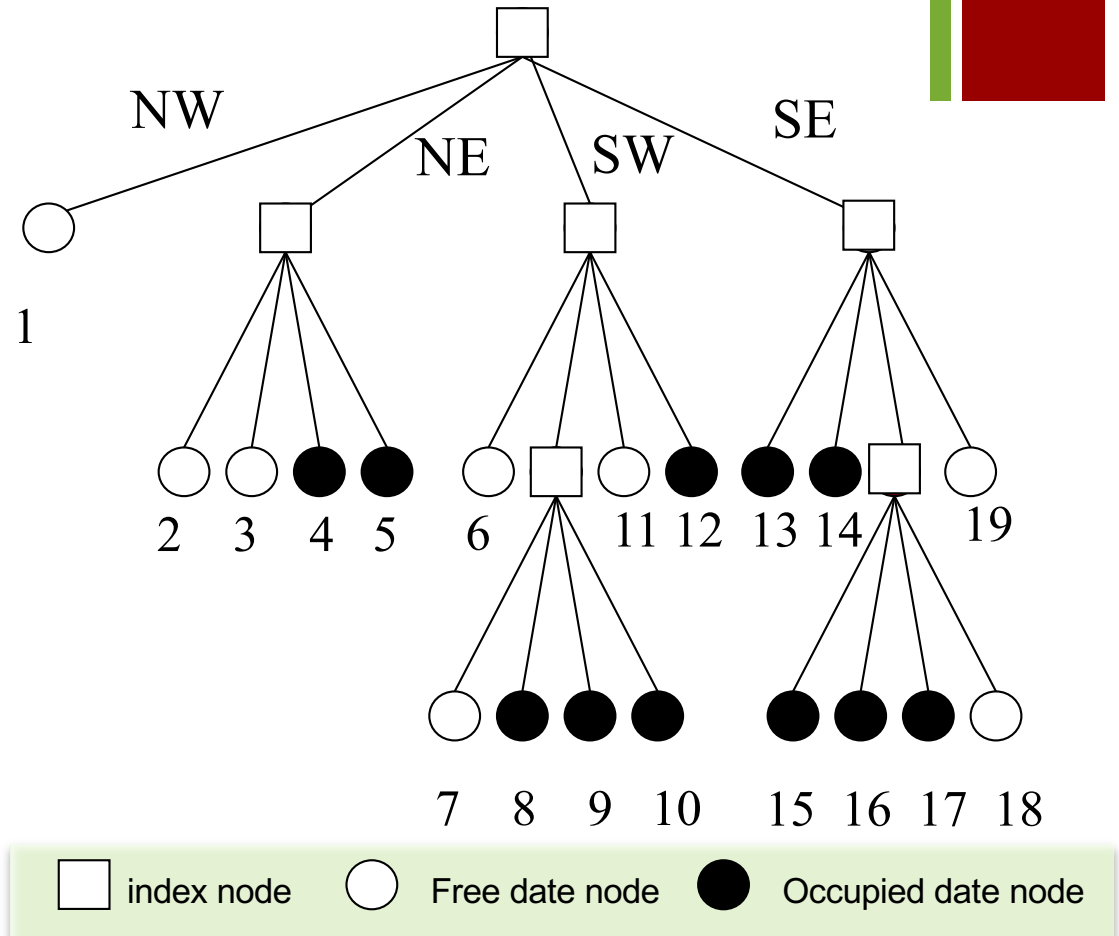 NW
SE
NE
SW
1
2 3 4 5 6 11 12 13 14 19
7 8 9 10 15 16 17 18
index node Free date node Occupied date node